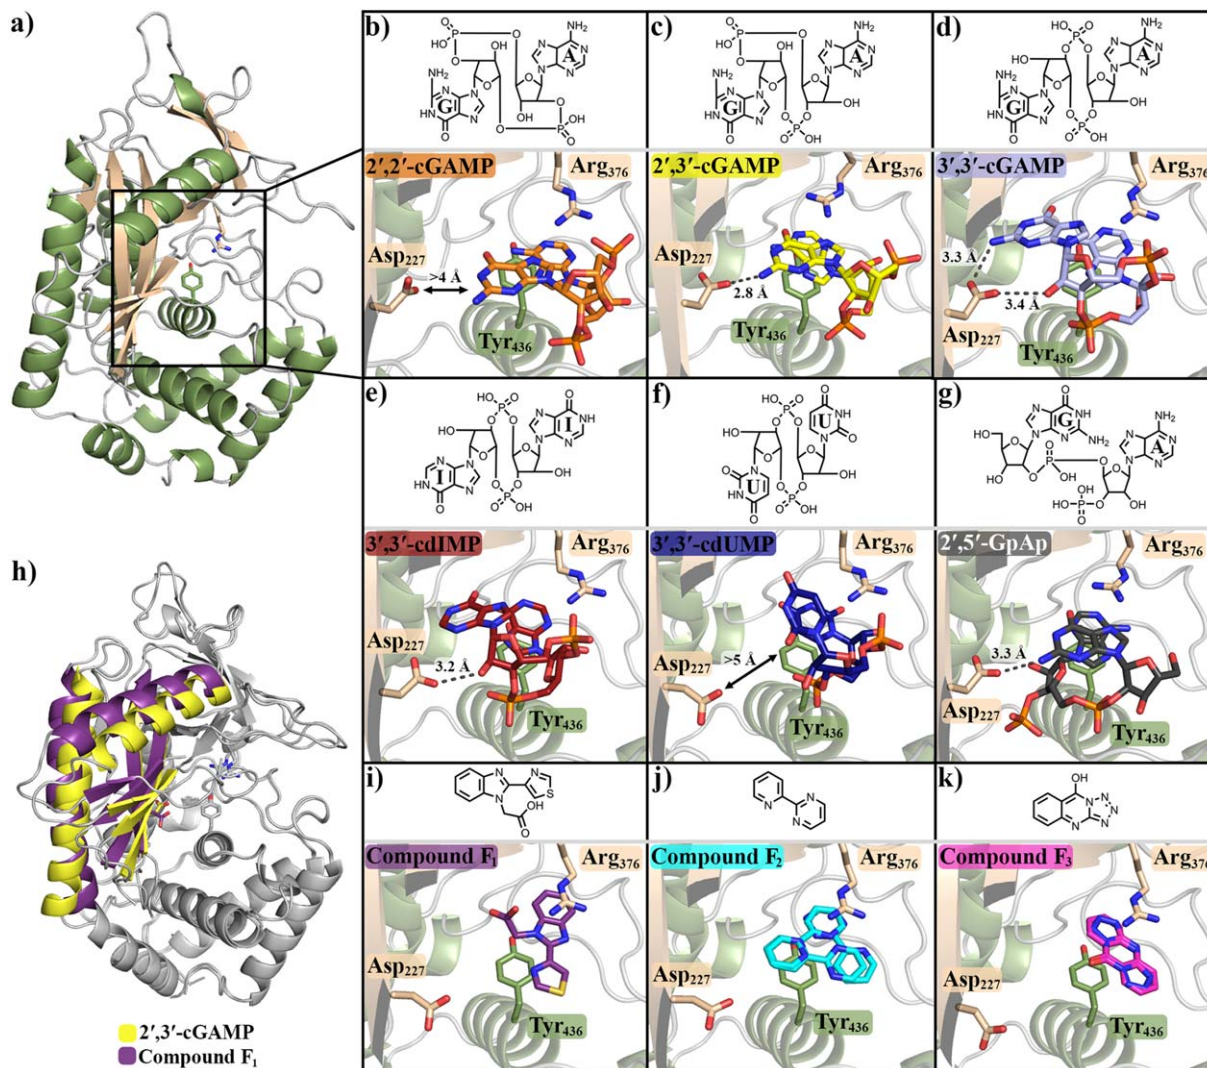 a)
b)
c)
d)
2′,2′-cGAMP
Arg376
Asp227
>4 Å
Tyr436
2′,3′-cGAMP
Arg376
Asp227
2.8 Å
Tyr436
3′,3′-cGAMP
Arg376
3.3 Å
Asp227
3.4 Å
Tyr436
e)
f)
g)
3′,3′-cdIMP
Arg376
Asp227
3.2 Å
Tyr436
3′,3′-cdUMP
Arg376
Asp227
>5 Å
Tyr436
2′,5′-GpAp
Arg376
3.3 Å
Asp227
Tyr436
h)
2′,3′-cGAMP
Compound F1
i)
j)
k)
Compound F1
Arg376
Asp227
Tyr436
Compound F2
Arg376
Asp227
Tyr436
Compound F3
Arg376
Asp227
Tyr436